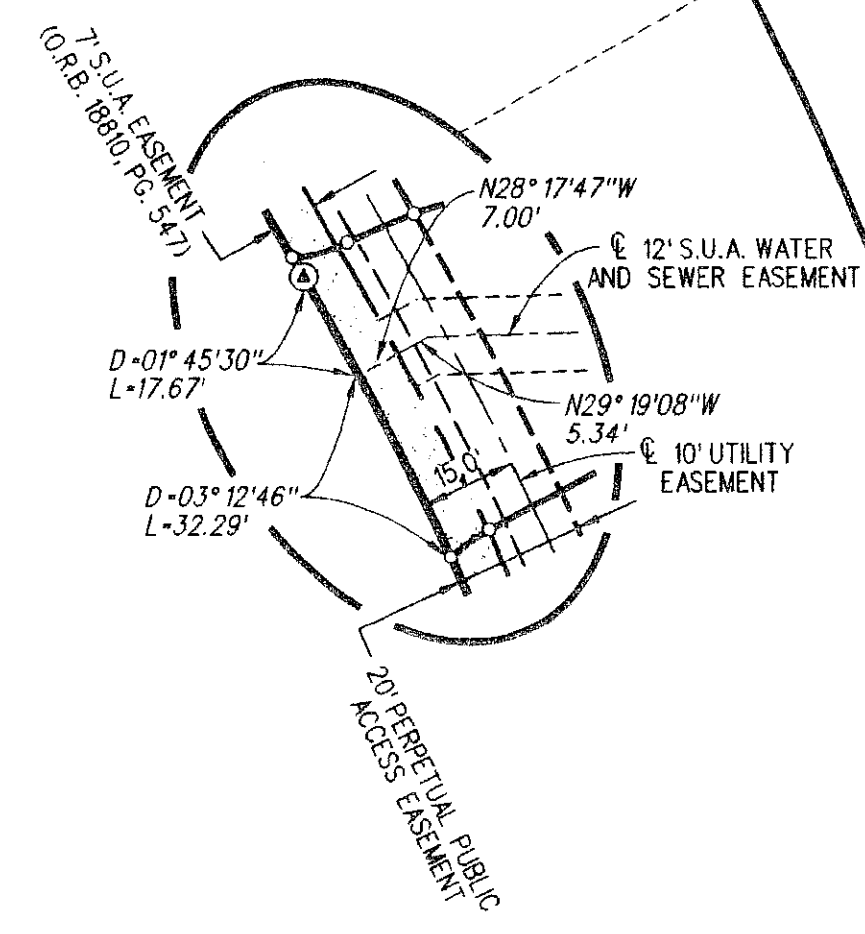 7' S.U.A. EASEMENT
(O.R.B. 18810, PG. 547)
N28° 17'47"W
7.00'
℄ 12' S.U.A. WATER
AND SEWER EASEMENT
D=01° 45'30"
L=17.67'
N29° 19'08"W
5.34'
15.0'
℄ 10' UTILITY
EASEMENT
D=03° 12'46"
L=32.29'
20' PERPETUAL PUBLIC
ACCESS EASEMENT